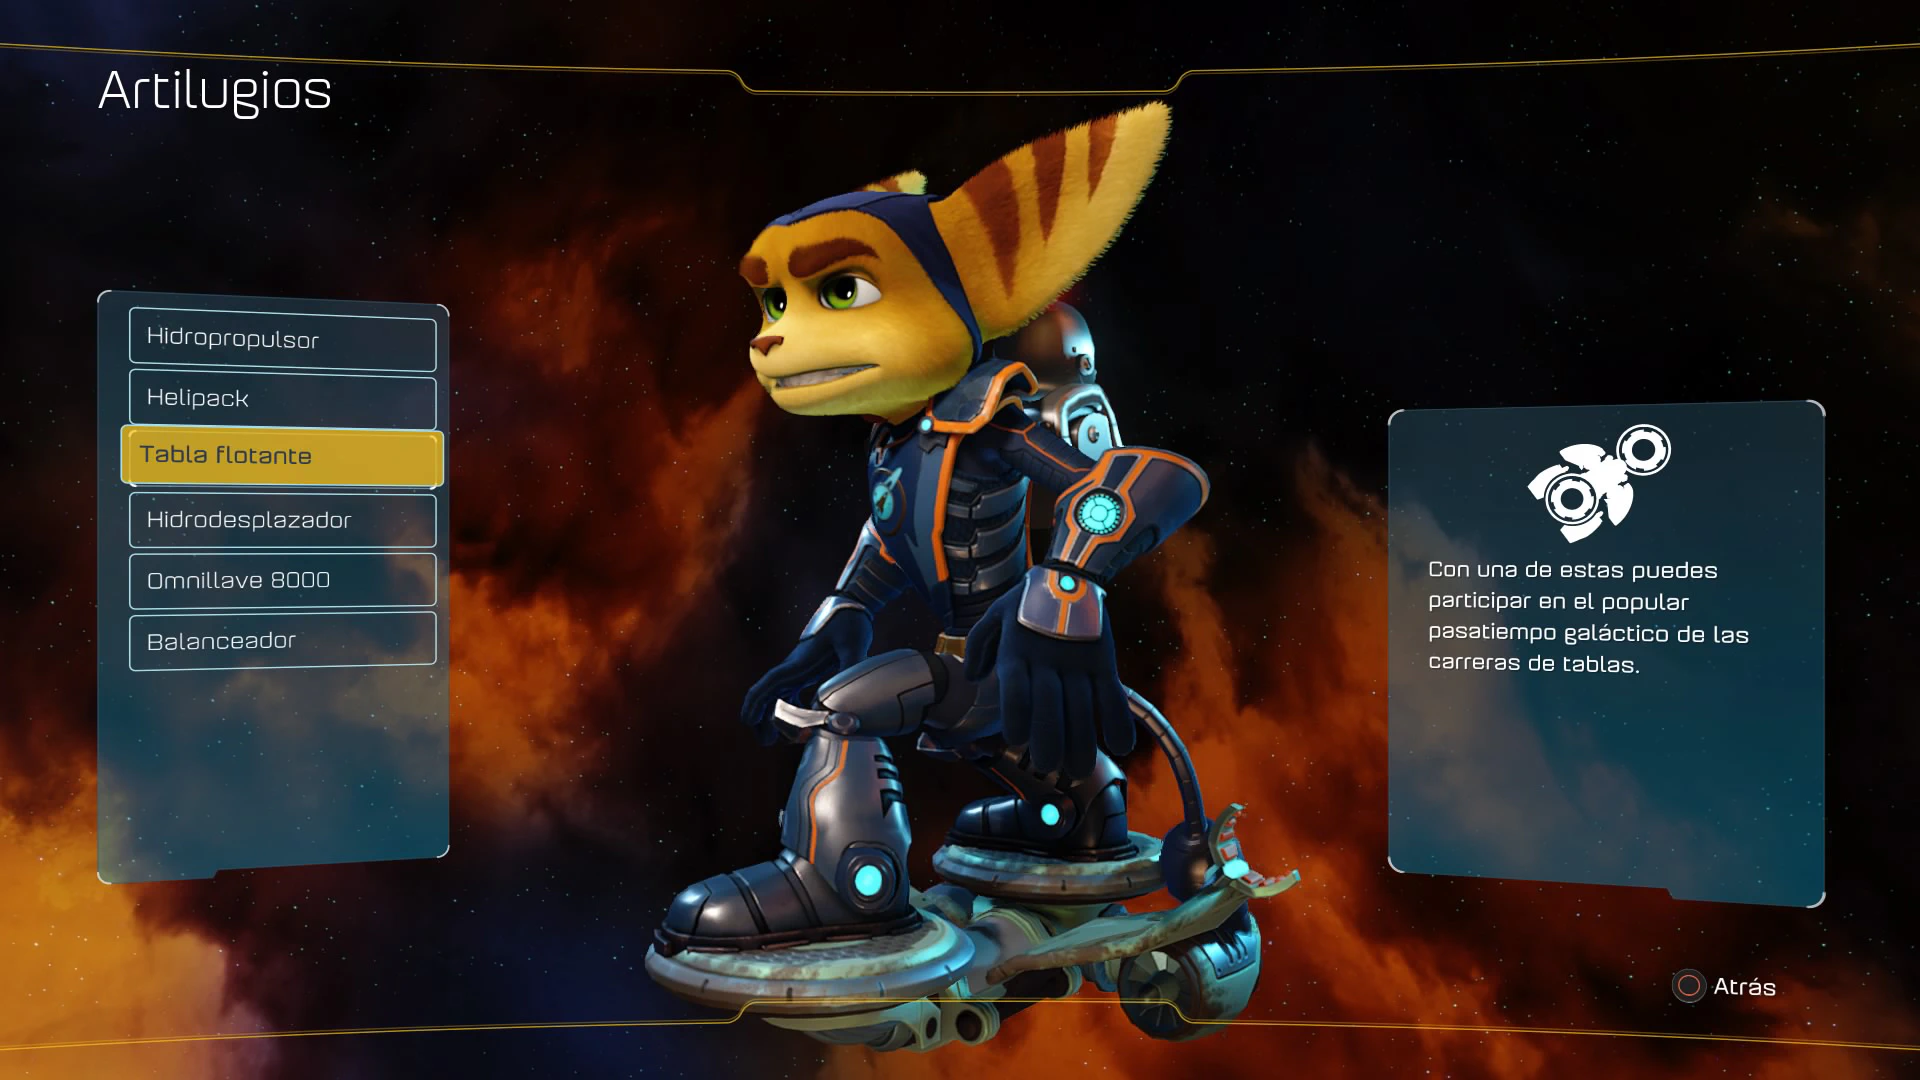 Artilugios
Hidropropulsor
Helipack
Tabla flotante
Hidrodesplazador
Omnillave 8000
Balanceador
Con una de estas puedes
participar en el popular
pasatiempo galáctico de las
carreras de tablas.
Atrás